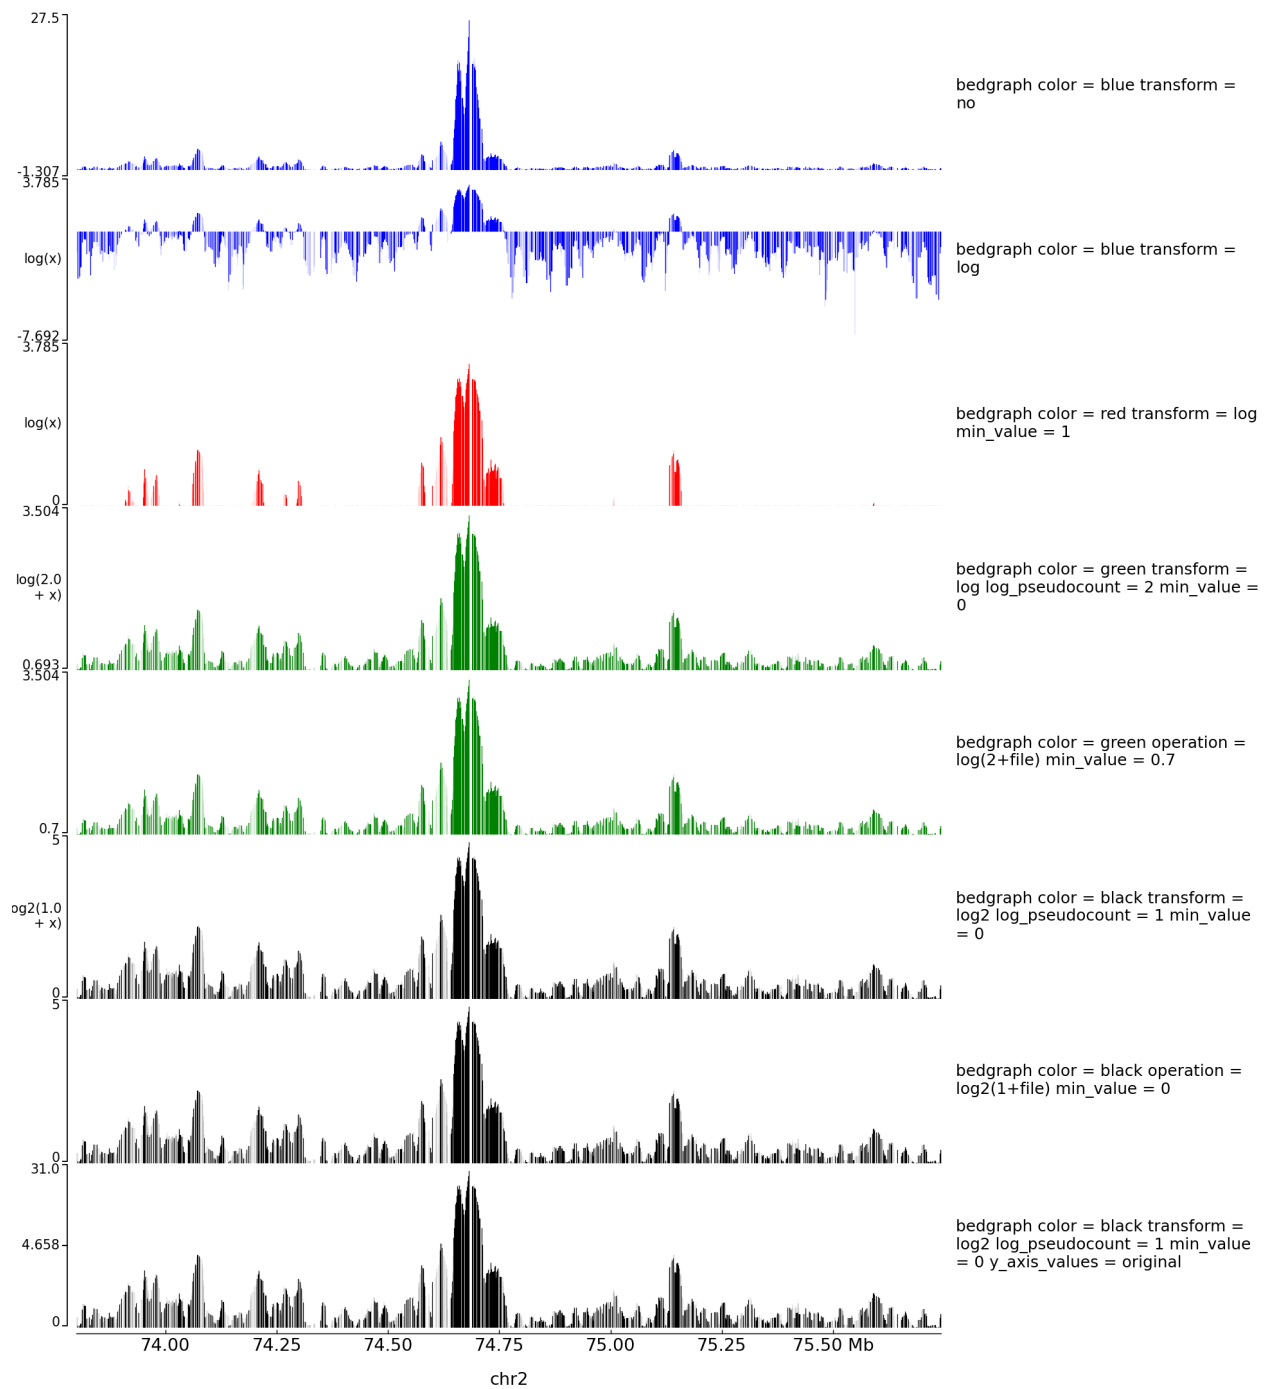 27.5
bedgraph color = blue transform =
no
-1.307
3.785
log(x)
bedgraph color = blue transform =
log
-7.692
3.785
log(x)
bedgraph color = red transform = log
min_value = 1
0
3.504
log(2.0
+ x)
bedgraph color = green transform =
log log_pseudocount = 2 min_value =
0
0.693
3.504
bedgraph color = green operation =
log(2+file) min_value = 0.7
0.7
5
og2(1.0
+ x)
bedgraph color = black transform =
log2 log_pseudocount = 1 min_value
= 0
0
5
bedgraph color = black operation =
log2(1+file) min_value = 0
0
31.0
4.658
bedgraph color = black transform =
log2 log_pseudocount = 1 min_value
= 0 y_axis_values = original
0
74.00 74.25 74.50 74.75 75.00 75.25 75.50 Mb
chr2